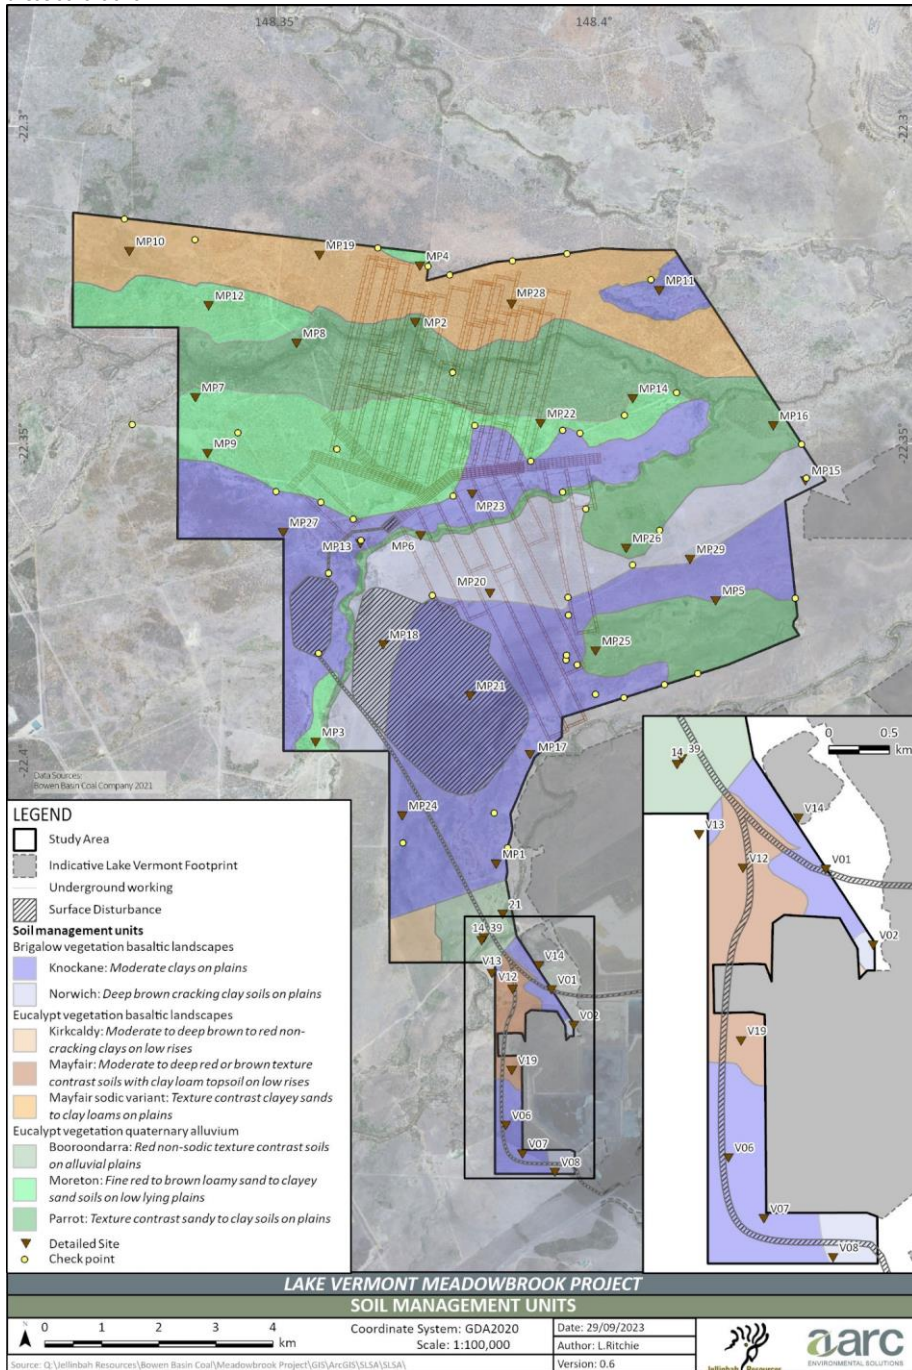 148.35
148.4
-22.3
-22.3
MP10
MP19
MP4
MP11
MP12
MP28
MP2
MP8
MP7
MP14
MP22
MP16
-22.35
-22.35
MP9
MP15
MP23
MP27
MP13
MP6
MP26
MP29
MP20
MP5
MP18
MP25
MP21
MP3
MP17
-22.4
Data Sources:
Bowen Basin Coal Company 2021
MP24
MP1
21
14
39
V14
V13
V12
V01
V02
V19
V06
V07
V08
0 0.5
km
14
39
V14
V13
V12
V01
V02
V19
V06
V07
V08
LEGEND
Study Area
Indicative Lake Vermont Footprint
Underground working
Surface Disturbance
Soil management units
Brigalow vegetation basaltic landscapes
Knockane: Moderate clays on plains
Norwich: Deep brown cracking clay soils on plains
Eucalypt vegetation basaltic landscapes
Kirkcaldy: Moderate to deep brown to red non-
cracking clays on low rises
Mayfair: Moderate to deep red or brown texture
contrast soils with clay loam topsoil on low rises
Mayfair sodic variant: Texture contrast clayey sands
to clay loams on plains
Eucalypt vegetation quaternary alluvium
Booroondarra: Red non-sodic texture contrast soils
on alluvial plains
Moreton: Fine red to brown loamy sand to clayey
sand soils on low lying plains
Parrot: Texture contrast sandy to clay soils on plains
Detailed Site
Check point
LAKE VERMONT MEADOWBROOK PROJECT
SOIL MANAGEMENT UNITS
N
0 1 2 3 4
km
Coordinate System: GDA2020
Scale: 1:100,000
Date: 29/09/2023
Author: L.Ritchie
Version: 0.6
Jellinbah Resources
aarc
ENVIRONMENTAL SOLUTIONS
Source: Q:\Jellinbah Resources\Bowen Basin Coal\Meadowbrook Project\GIS\ArcGIS\SLSA\SLSA\